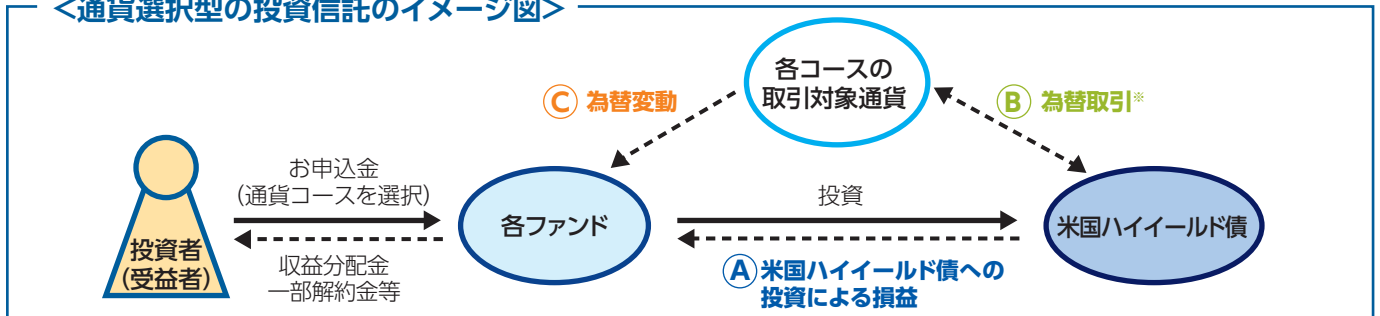 <通貨選択型の投資信託のイメージ図>
各コースの
取引対象通貨
C 為替変動
B 為替取引※
お申込金
(通貨コースを選択)
投資
各ファンド
米国ハイイールド債
投資者
(受益者)
収益分配金
一部解約金等
A 米国ハイイールド債への
投資による損益